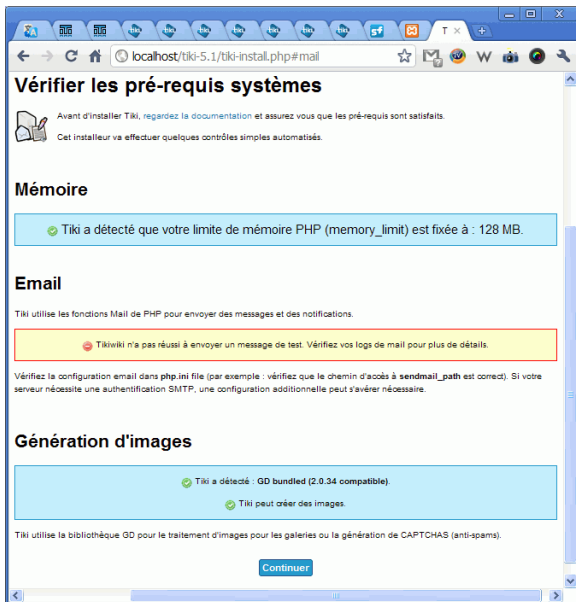 tiki
tiki
tiki
tiki
tiki
tiki
sf
T
localhost/tiki-5.1/tiki-install.php#mail
W
Vérifier les pré-requis systèmes
Avant d'installer Tiki, regardez la documentation et assurez vous que les pré-requis sont satisfaits.
Cet installeur va effectuer quelques contrôles simples automatisés.
Mémoire
Tiki a détecté que votre limite de mémoire PHP (memory_limit) est fixée à : 128 MB.
Email
Tiki utilise les fonctions Mail de PHP pour envoyer des messages et des notifications.
Tikiwiki n'a pas réussi à envoyer un message de test. Vérifiez vos logs de mail pour plus de détails.
Vérifiez la configuration email dans php.ini file (par exemple : vérifiez que le chemin d'accès à sendmail_path est correct). Si votre
serveur nécessite une authentification SMTP, une configuration additionnelle peut s'avérer nécessaire.
Génération d'images
Tiki a détecté : GD bundled (2.0.34 compatible).
Tiki peut créer des images.
Tiki utilise la bibliothèque GD pour le traitement d'images pour les galeries ou la génération de CAPTCHAS (anti-spams).
Continuer